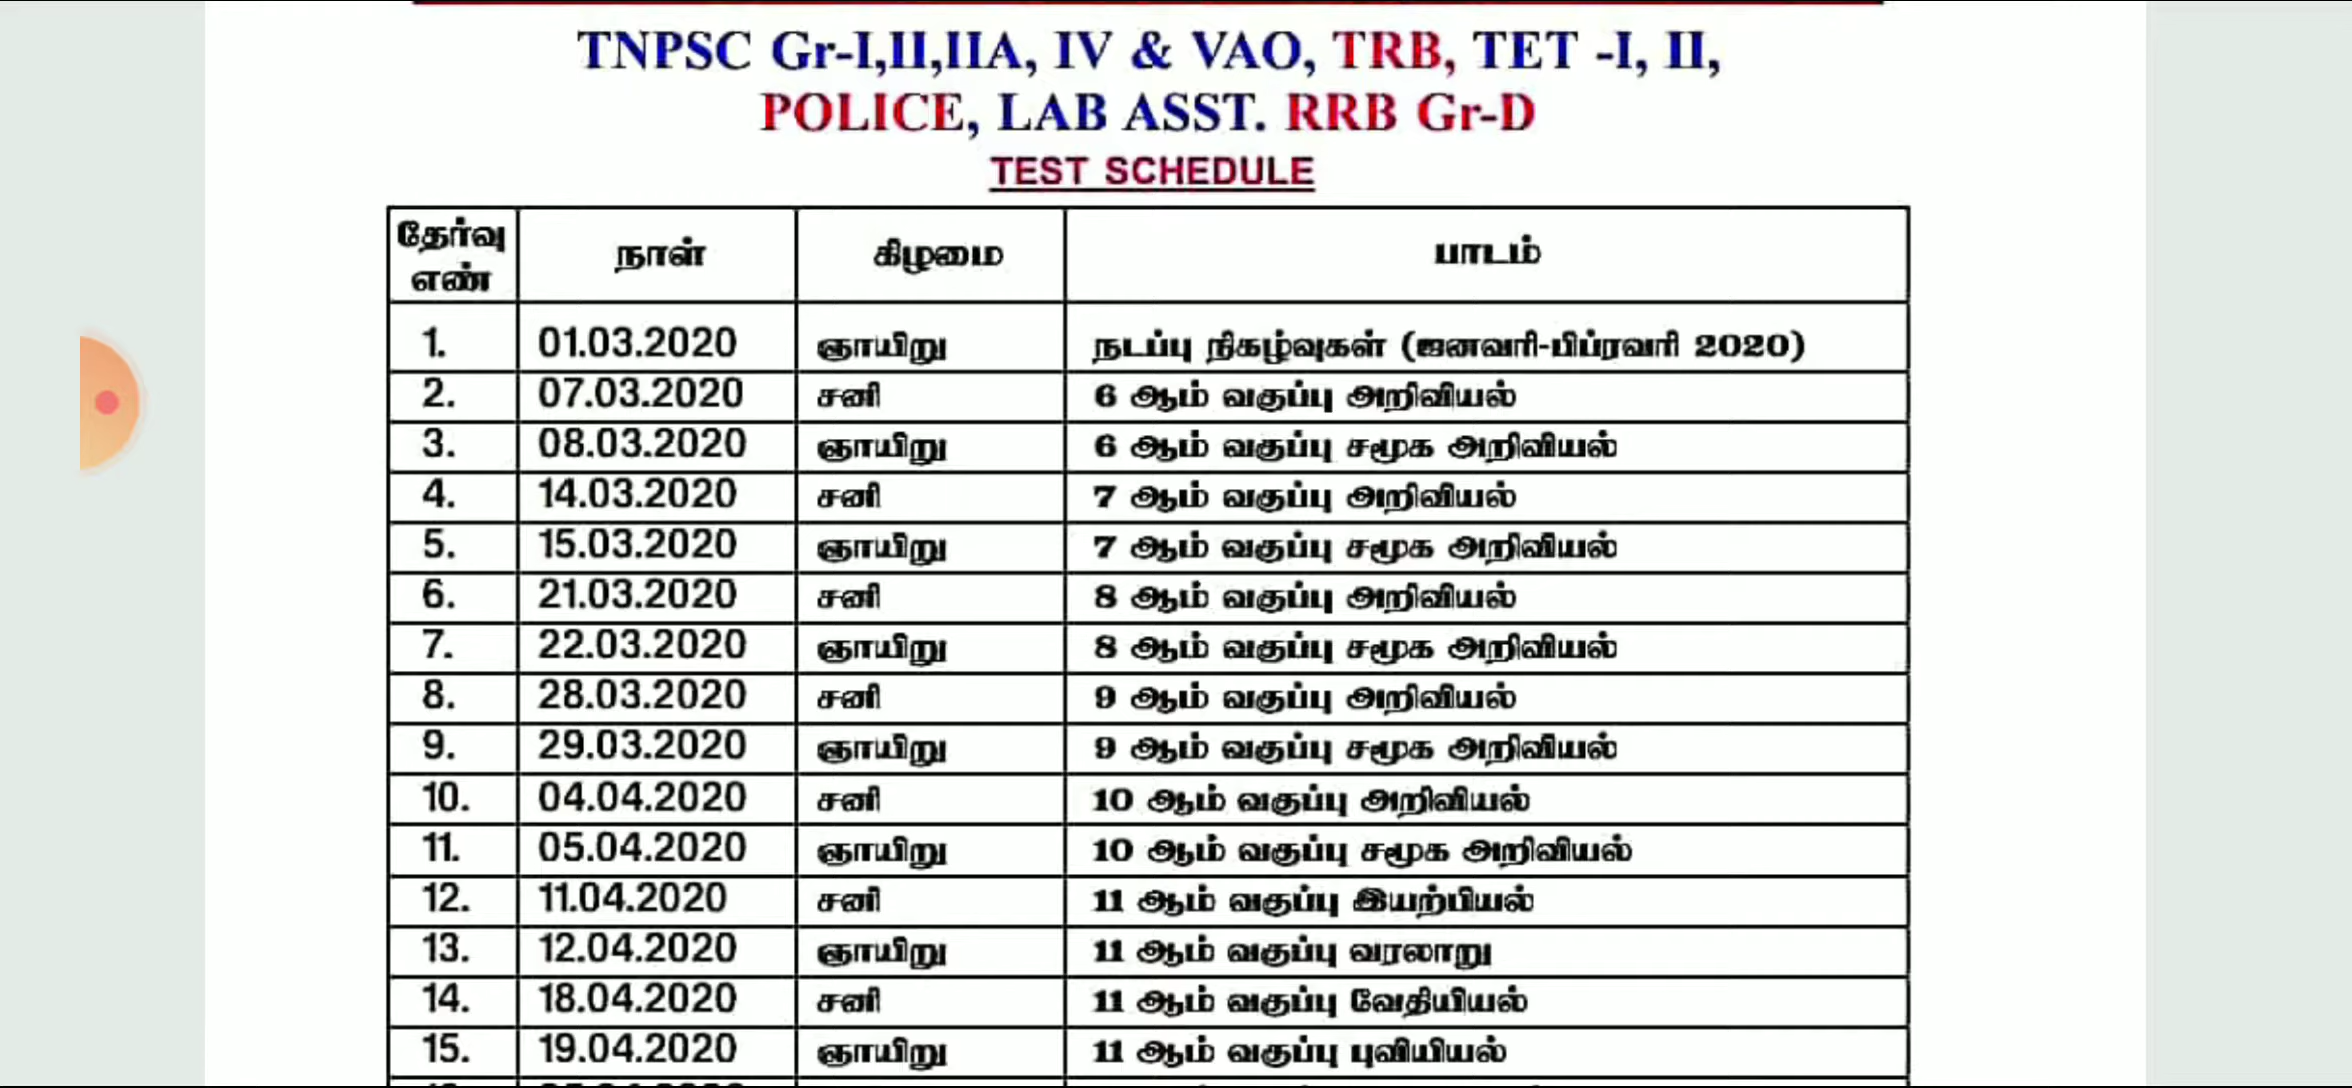 TNPSC Gr-I,II,IIA, IV & VAO, TRB, TET -I, II,
POLICE, LAB ASST. RRB Gr-D
TEST SCHEDULE
தேர்வு எண் நாள் கிழமை பாடம்
1. 01.03.2020 ஞாயிறு நடப்பு நிகழ்வுகள் (ஜனவரி-பிப்ரவரி 2020)
2. 07.03.2020 சனி 6 ஆம் வகுப்பு அறிவியல்
3. 08.03.2020 ஞாயிறு 6 ஆம் வகுப்பு சமூக அறிவியல்
4. 14.03.2020 சனி 7 ஆம் வகுப்பு அறிவியல்
5. 15.03.2020 ஞாயிறு 7 ஆம் வகுப்பு சமூக அறிவியல்
6. 21.03.2020 சனி 8 ஆம் வகுப்பு அறிவியல்
7. 22.03.2020 ஞாயிறு 8 ஆம் வகுப்பு சமூக அறிவியல்
8. 28.03.2020 சனி 9 ஆம் வகுப்பு அறிவியல்
9. 29.03.2020 ஞாயிறு 9 ஆம் வகுப்பு சமூக அறிவியல்
10. 04.04.2020 சனி 10 ஆம் வகுப்பு அறிவியல்
11. 05.04.2020 ஞாயிறு 10 ஆம் வகுப்பு சமூக அறிவியல்
12. 11.04.2020 சனி 11 ஆம் வகுப்பு இயற்பியல்
13. 12.04.2020 ஞாயிறு 11 ஆம் வகுப்பு வரலாறு
14. 18.04.2020 சனி 11 ஆம் வகுப்பு வேதியியல்
15. 19.04.2020 ஞாயிறு 11 ஆம் வகுப்பு புவியியல்